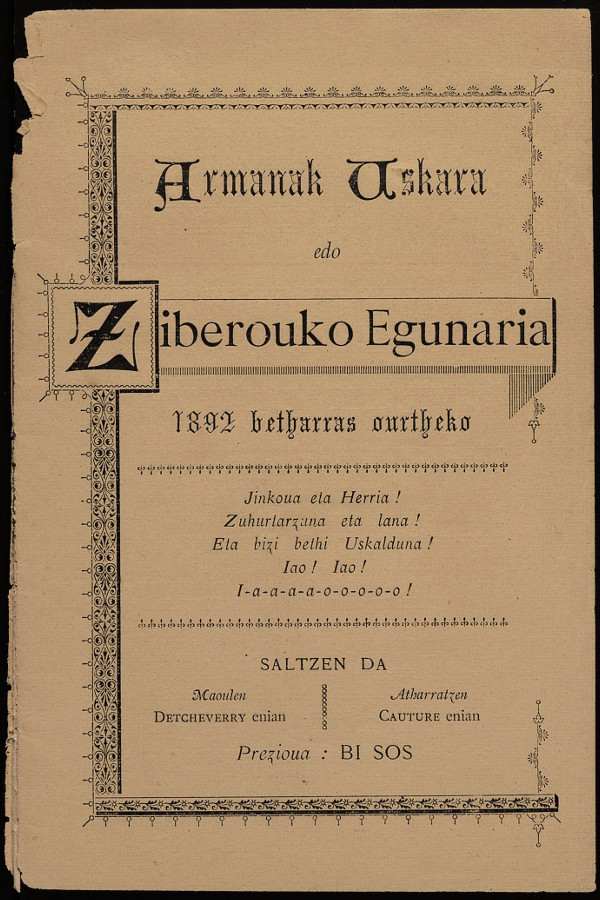 Armanak Uskara
edo
Ziberouko Egunaria
1892 betharras ourtheko
Jinkoua eta Herria !
Zuhurtarzuna eta lana !
Eta bizi bethi Uskalduna !
Iao ! Iao !
I-a-a-a-a-o-o-o-o-o !
SALTZEN DA
Maoulen
DETCHEVERRY enian
Atharratzen
CAUTURE enian
Prezioua : BI SOS